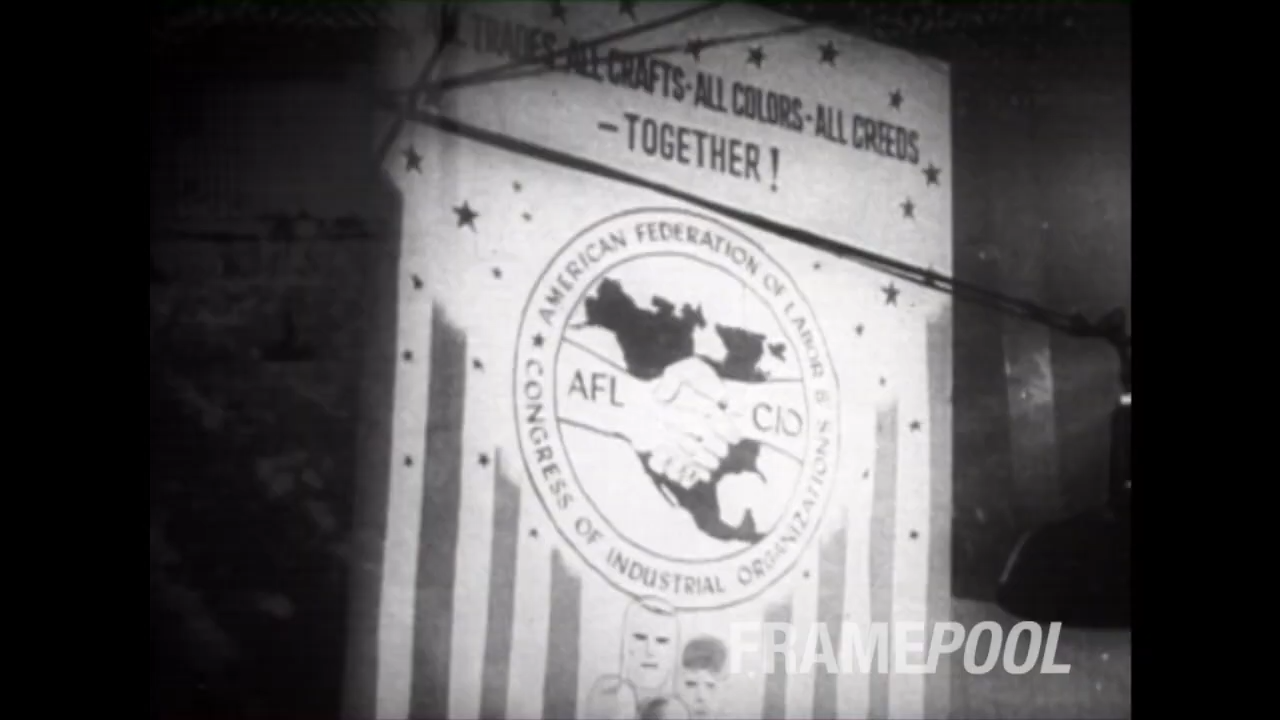 TRADES-ALL CRAFTS-ALL COLORS-ALL CREEDS
-TOGETHER!
AMERICAN FEDERATION OF LABOR &
CONGRESS OF INDUSTRIAL ORGANIZATIONS
AFL
CIO
FRAMEPOOL